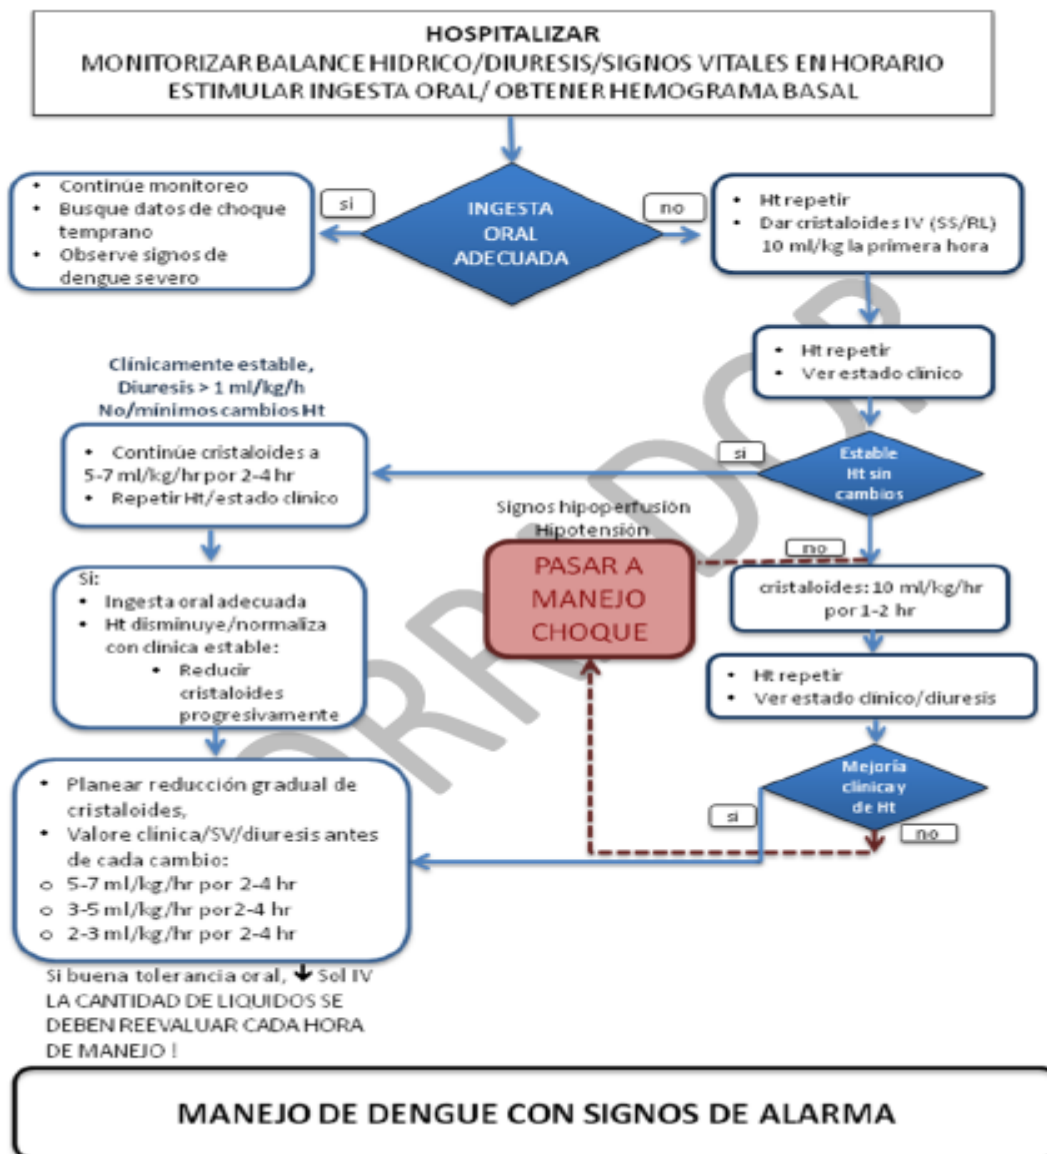 HOSPITALIZAR
MONITORIZAR BALANCE HIDRICO/DIURESIS/SIGNOS VITALES EN HORARIO
ESTIMULAR INGESTA ORAL/ OBTENER HEMOGRAMA BASAL
• Continúe monitoreo
• Busque datos de choque
temprano
• Observe signos de
dengue severo
si
INGESTA
ORAL
ADECUADA
no
• Ht repetir
• Dar cristaloides IV (SS/RL)
10 ml/kg la primera hora
• Ht repetir
• Ver estado clínico
Clínicamente estable,
Diuresis > 1 ml/kg/h
No/mínimos cambios Ht
• Continúe cristaloides a
5-7 ml/kg/hr por 2-4 hr
• Repetir Ht/estado clínico
si
Estable
Ht sin
cambios
no
Signos hipoperfusión
Hipotensión
PASAR A
MANEJO
CHOQUE
cristaloides: 10 ml/kg/hr
por 1-2 hr
Si:
• Ingesta oral adecuada
• Ht disminuye/normaliza
con clínica estable:
• Reducir
cristaloides
progresivamente
• Ht repetir
• Ver estado clínico/diuresis
Mejoría
clínica y
de Ht
si
no
• Planear reducción gradual de
cristaloides,
• Valore clínica/SV/diuresis antes
de cada cambio:
o 5-7 ml/kg/hr por 2-4 hr
o 3-5 ml/kg/hr por 2-4 hr
o 2-3 ml/kg/hr por 2-4 hr
Si buena tolerancia oral, ↓ Sol IV
LA CANTIDAD DE LIQUIDOS SE
DEBEN REEVALUAR CADA HORA
DE MANEJO !
MANEJO DE DENGUE CON SIGNOS DE ALARMA